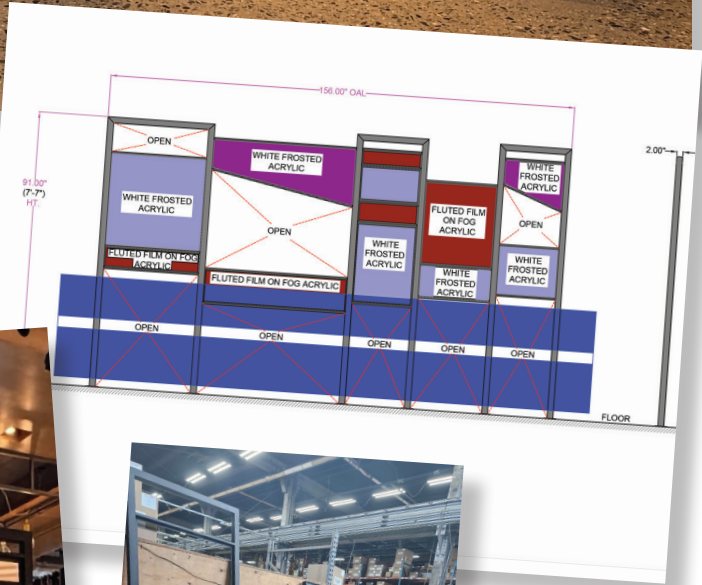 156.00" OAL
91.00"
(7'-7")
HT.
2.00"
OPEN
WHITE FROSTED
ACRYLIC
WHITE FROSTED
ACRYLIC
WHITE FROSTED
ACRYLIC
FLUTED FILM
ON FOG
ACRYLIC
OPEN
OPEN
WHITE FROSTED
ACRYLIC
FLUTED FILM ON FOG
ACRYLIC
FLUTED FILM ON FOG ACRYLIC
WHITE
FROSTED
ACRYLIC
WHITE
FROSTED
ACRYLIC
OPEN
OPEN
OPEN
OPEN
OPEN
FLOOR